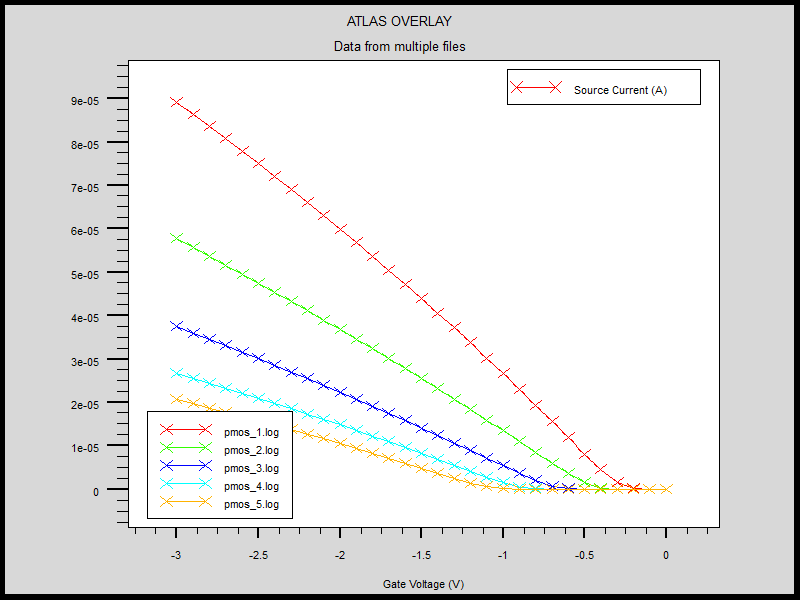 ATLAS OVERLAY
Data from multiple files
Source Current (A)
9e-05
8e-05
7e-05
6e-05
5e-05
4e-05
3e-05
2e-05
1e-05
0
pmos_1.log
pmos_2.log
pmos_3.log
pmos_4.log
pmos_5.log
-3 -2.5 -2 -1.5 -1 -0.5 0
Gate Voltage (V)